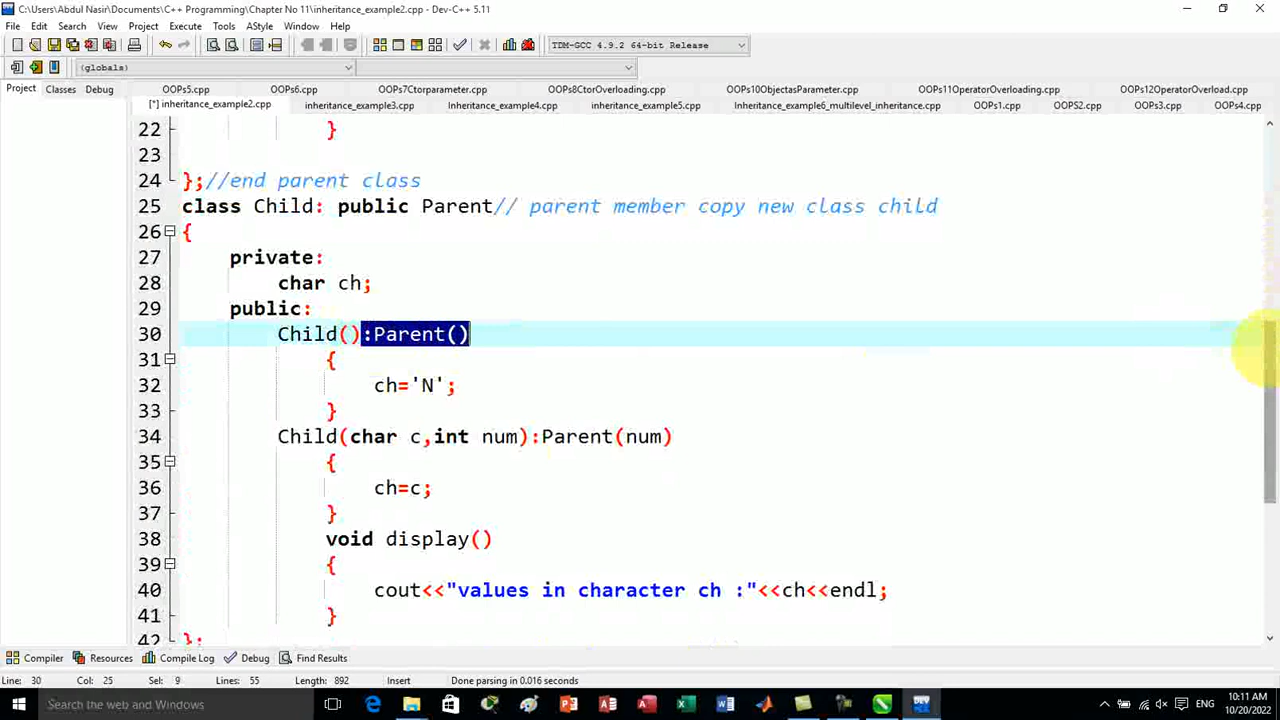 C:\Users\Abdul Nasir\Documents\C++ Programming\Chapter No 11\inheritance_example2.cpp - Dev-C++ 5.11
File Edit Search View Project Execute Tools AStyle Window Help
TDM-GCC 4.9.2 64-bit Release
(globals)
Project Classes Debug
OOPs5.cpp OOPs6.cpp OOPs7Ctorparameter.cpp OOPs8CtorOverloading.cpp OOPs10ObjectasParameter.cpp OOPs11OperatorOverloading.cpp OOPs12OperatorOverload.cpp
[*] inheritance_example2.cpp inheritance_example3.cpp Inheritance_example4.cpp inheritance_example5.cpp Inheritance_example6_multilevel_inheritance.cpp OOPs1.cpp OOPS2.cpp OOPs3.cpp OOPs4.cpp
22 }
23
24 };//end parent class
25 class Child: public Parent// parent member copy new class child
26 {
27 private:
28 char ch;
29 public:
30 Child():Parent()
31 {
32 ch='N';
33 }
34 Child(char c,int num):Parent(num)
35 {
36 ch=c;
37 }
38 void display()
39 {
40 cout<<"values in character ch :"<<ch<<endl;
41 }
42 };
Compiler Resources Compile Log Debug Find Results
Line: 30 Col: 25 Sel: 9 Lines: 55 Length: 892 Insert Done parsing in 0.016 seconds
Search the web and Windows
ENG
10:11 AM
10/20/2022